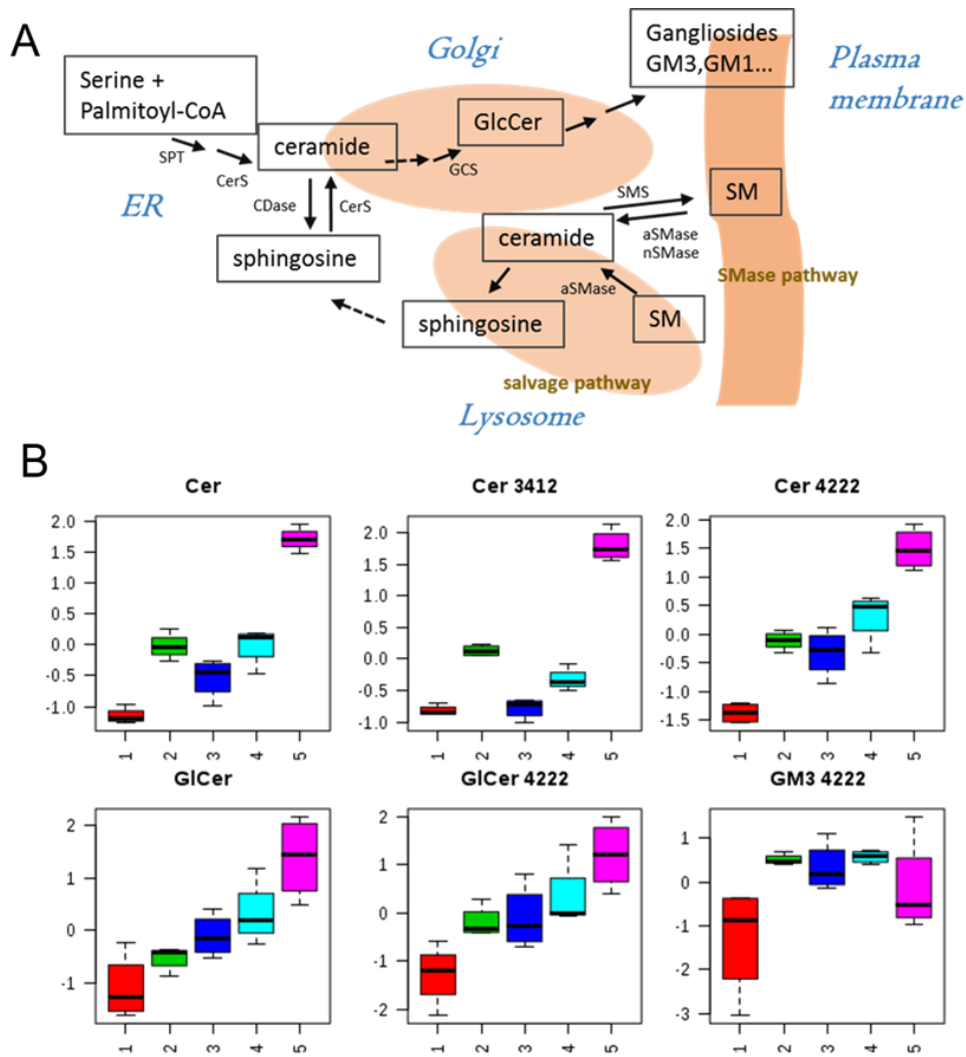 A
Golgi
Gangliosides
GM3,GM1...
Plasma
membrane
Serine +
Palmitoyl-CoA
GlcCer
ceramide
SPT
CerS
GCS
ER
CDase
CerS
SMS
SM
sphingosine
ceramide
aSMase
nSMase
SMase pathway
aSMase
sphingosine
SM
salvage pathway
Lysosome
B
Cer
2.0
1.5
1.0
0.5
0.0
-0.5
-1.0
1 2 3 4 5
Cer 3412
2.0
1.5
1.0
0.5
0.0
-0.5
-1.0
1 2 3 4 5
Cer 4222
2.0
1.5
1.0
0.5
0.0
-0.5
-1.0
-1.5
1 2 3 4 5
GlCer
2
1
0
-1
1 2 3 4 5
GlCer 4222
2
1
0
-1
-2
1 2 3 4 5
GM3 4222
1
0
-1
-2
-3
1 2 3 4 5